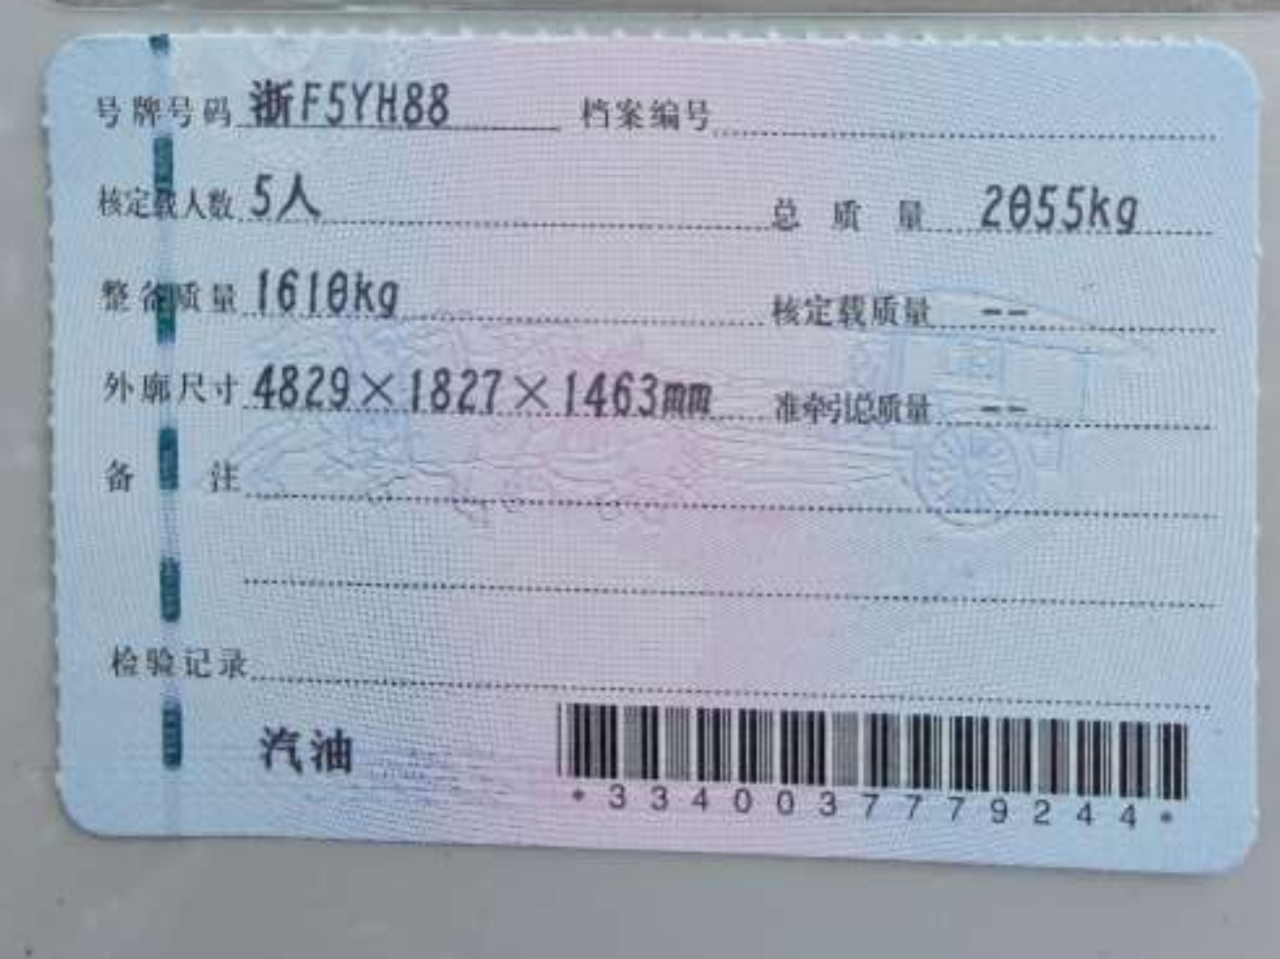 号牌号码 浙F5YH88 档案编号
核定载人数 5人 总质量 2055kg
整备质量 1610kg 核定载质量 --
外廓尺寸 4829×1827×1463mm 准牵引总质量 --
备注
检验记录
汽油
*3340037779244*